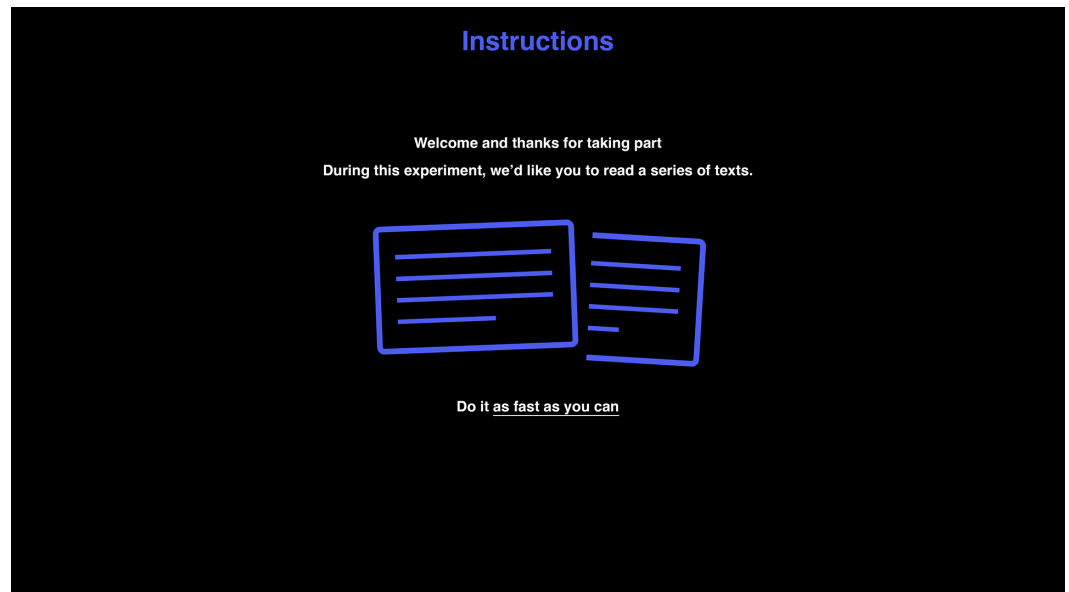 Instructions
Welcome and thanks for taking part
During this experiment, we’d like you to read a series of texts.
Do it as fast as you can